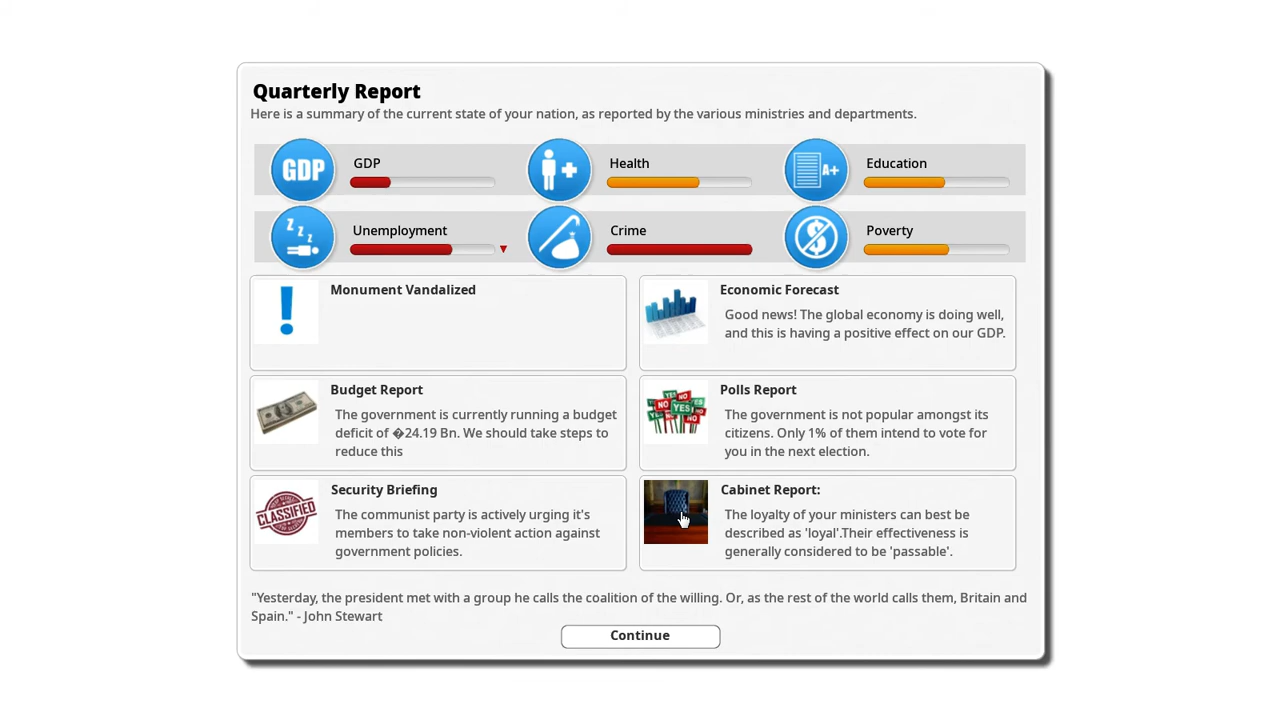 Quarterly Report
Here is a summary of the current state of your nation, as reported by the various ministries and departments.
GDP
GDP
Health
A+
Education
Z Z Z
Unemployment
Crime
$
Poverty
Monument Vandalized
Economic Forecast
Good news! The global economy is doing well,
and this is having a positive effect on our GDP.
Budget Report
The government is currently running a budget
deficit of �24.19 Bn. We should take steps to
reduce this
YES
NO
NO
YES
NO
Polls Report
The government is not popular amongst its
citizens. Only 1% of them intend to vote for
you in the next election.
CLASSIFIED
Security Briefing
The communist party is actively urging it's
members to take non-violent action against
government policies.
Cabinet Report:
The loyalty of your ministers can best be
described as 'loyal'.Their effectiveness is
generally considered to be 'passable'.
"Yesterday, the president met with a group he calls the coalition of the willing. Or, as the rest of the world calls them, Britain and
Spain." - John Stewart
Continue